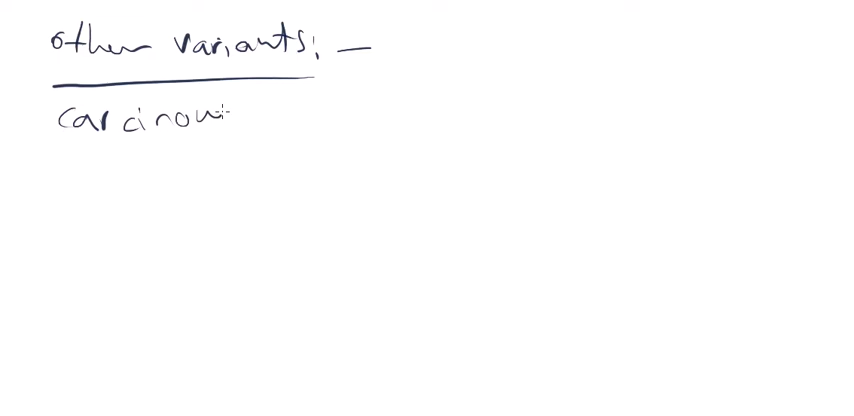 other variants: —
carcinom